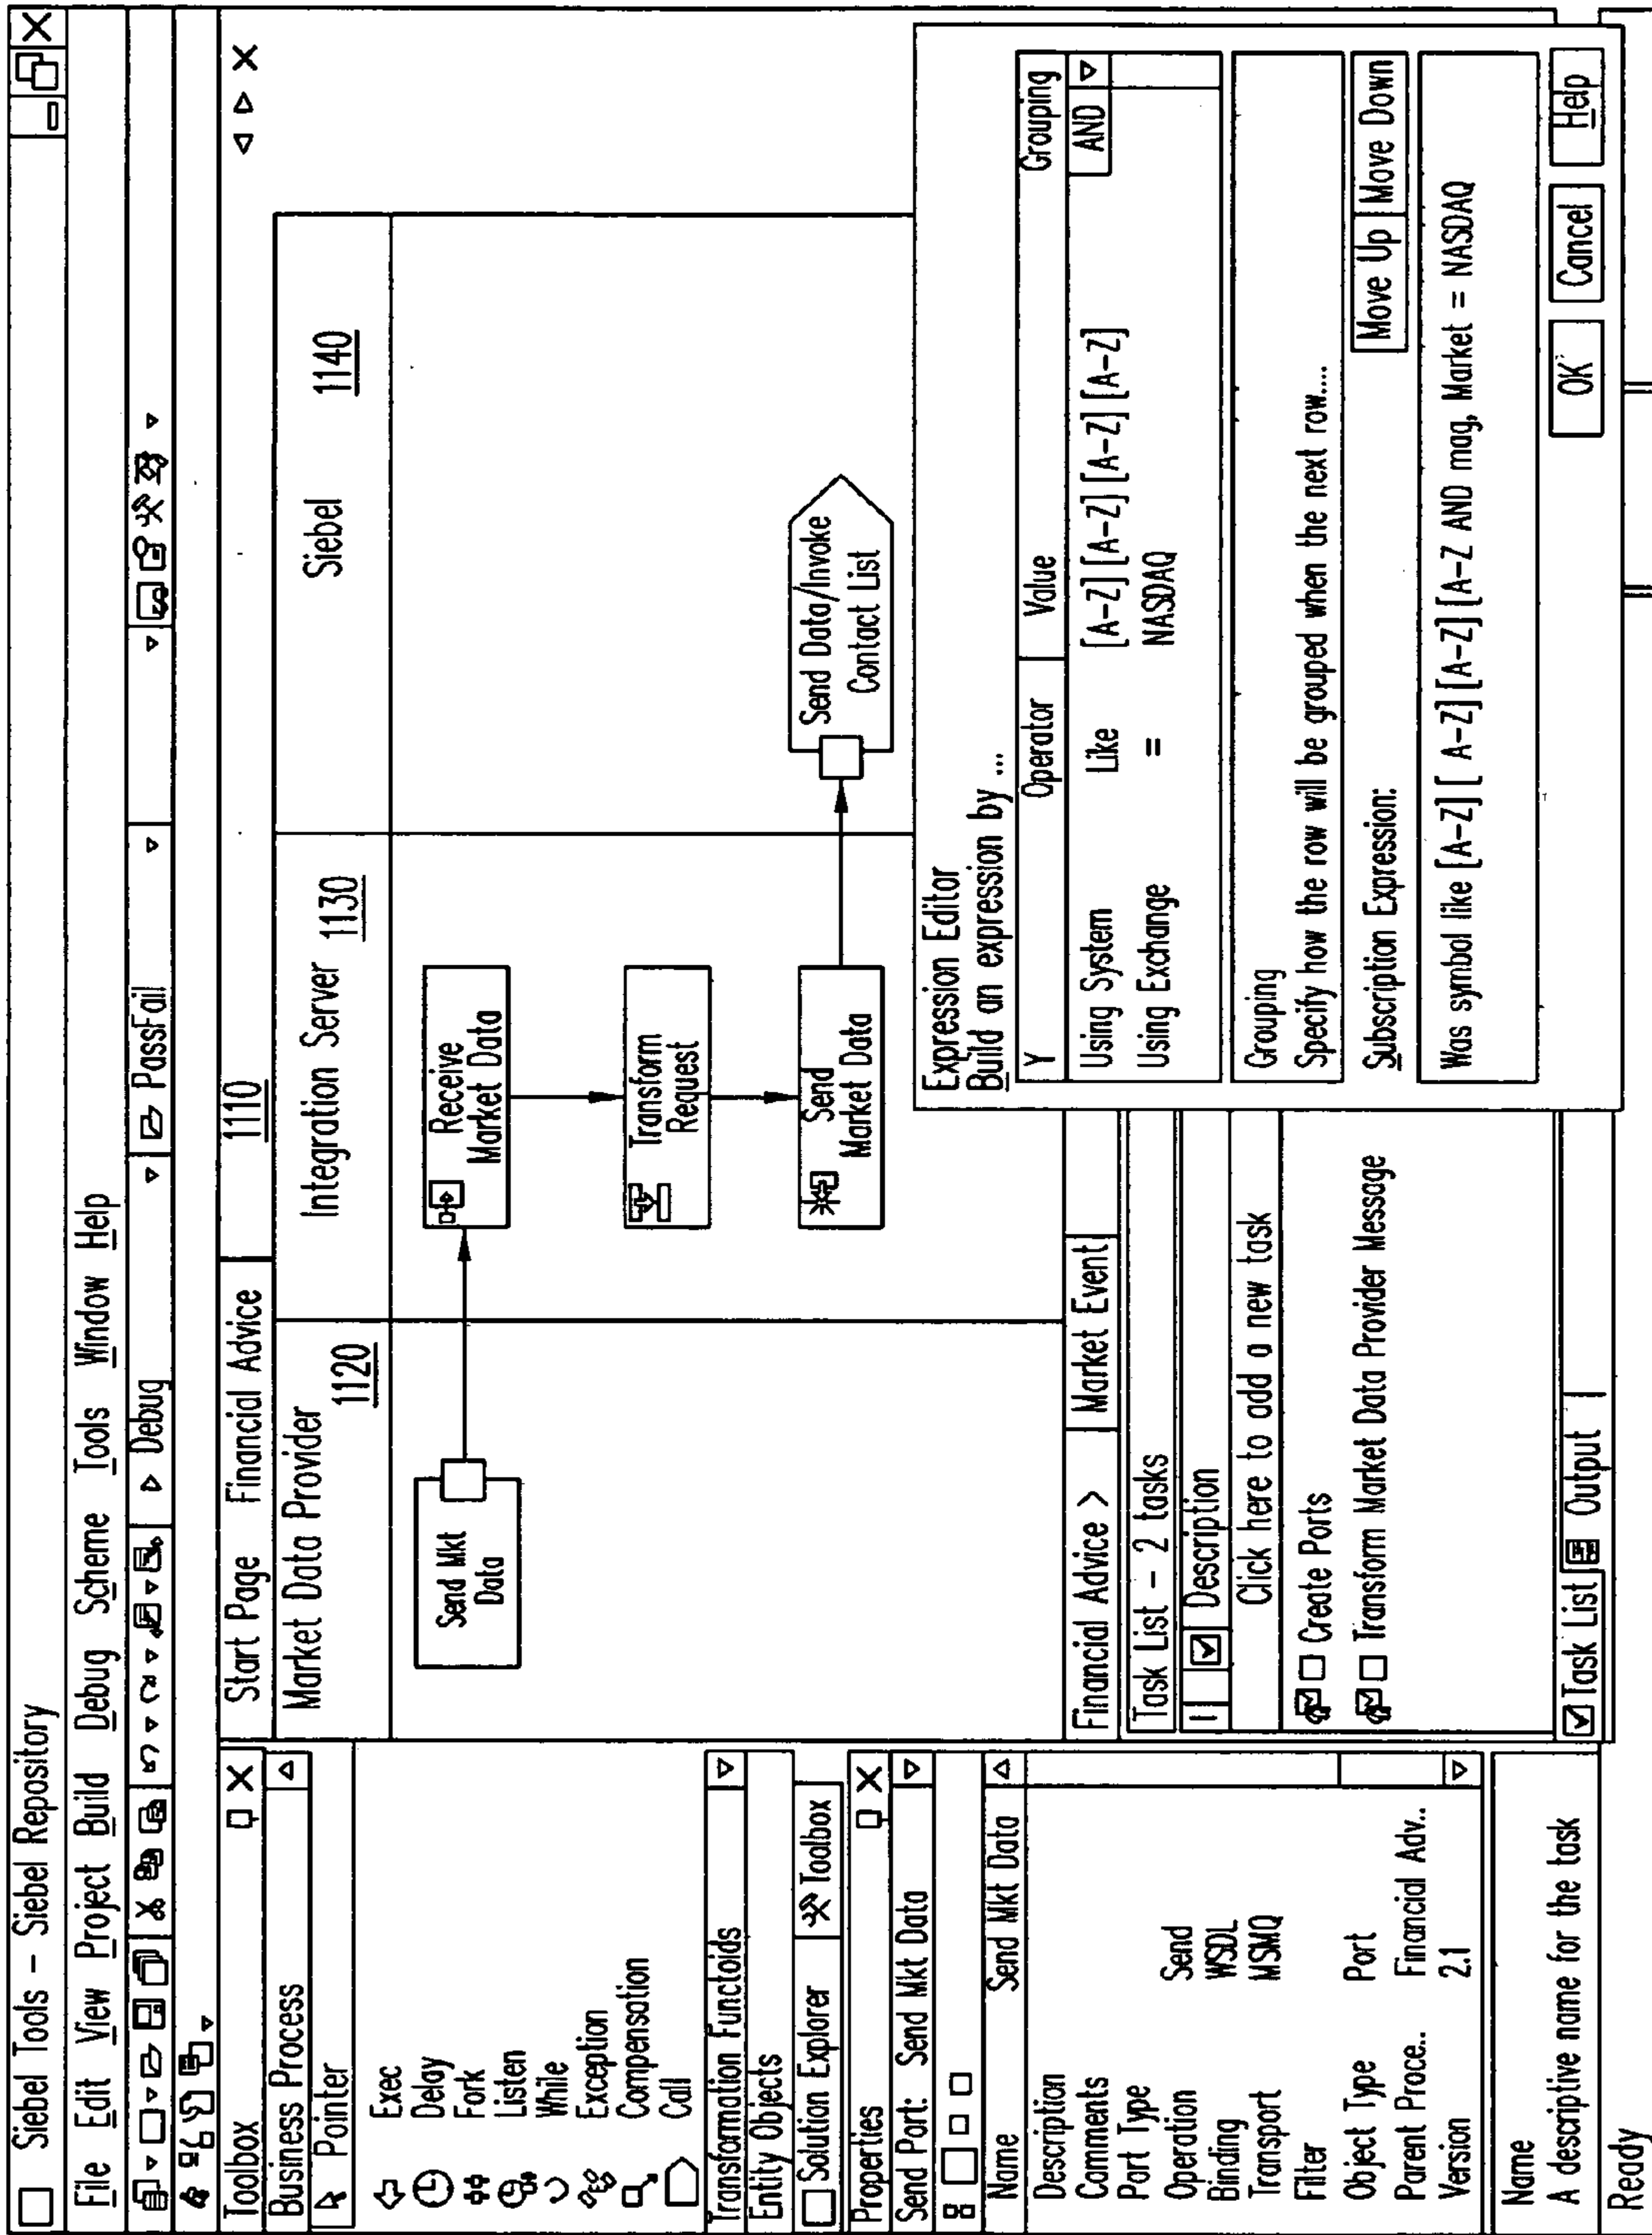 Siebel Tools – Siebel Repository
File Edit View Project Build Debug Scheme Tools Window Help
Debug
PassFail
Toolbox
Business Process
Pointer
Exec
Delay
Fork
Listen
While
Exception
Compensation
Call
Transformation Functoids
Entity Objects
Solution Explorer Toolbox
Properties
Send Port: Send Mkt Data
Name Send Mkt Data
Description
Comments
Port Type
Operation Send
Binding WSDL
Transport MSMQ
Filter
Object Type Port
Parent Proce.. Financial Adv..
Version 2.1
Name
A descriptive name for the task
Ready
Start Page Financial Advice 1110
Market Data Provider
1120
Integration Server 1130
Siebel 1140
Send Mkt
Data
Receive
Market Data
Transform
Request
Send
Market Data
Send Data/Invoke
Contact List
Financial Advice > Market Event
Task List – 2 tasks
! Description
Click here to add a new task
Create Ports
Transform Market Data Provider Message
Task List Output
Expression Editor
Build an expression by ...
Y Operator Value Grouping
Using System Like [A–Z] [A–Z] [A–Z] [A–Z] AND
Using Exchange = NASDAQ
Grouping
Specify how the row will be grouped when the next row....
Subscription Expression:
Move Up Move Down
Was symbol like [A–Z] [ A–Z] [A–Z] [A–Z AND mag, Market = NASDAQ
OK Cancel Help